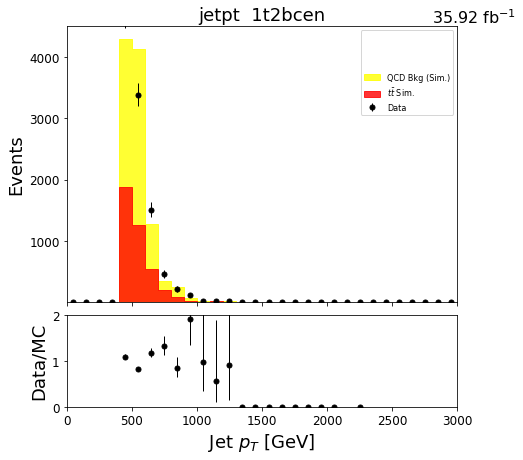 jetpt 1t2bcen
35.92 fb⁻¹
QCD Bkg (Sim.)
tt̄ Sim.
Data
Events
4000
3000
2000
1000
Data/MC
2
1
0
0 500 1000 1500 2000 2500 3000
Jet p_T [GeV]